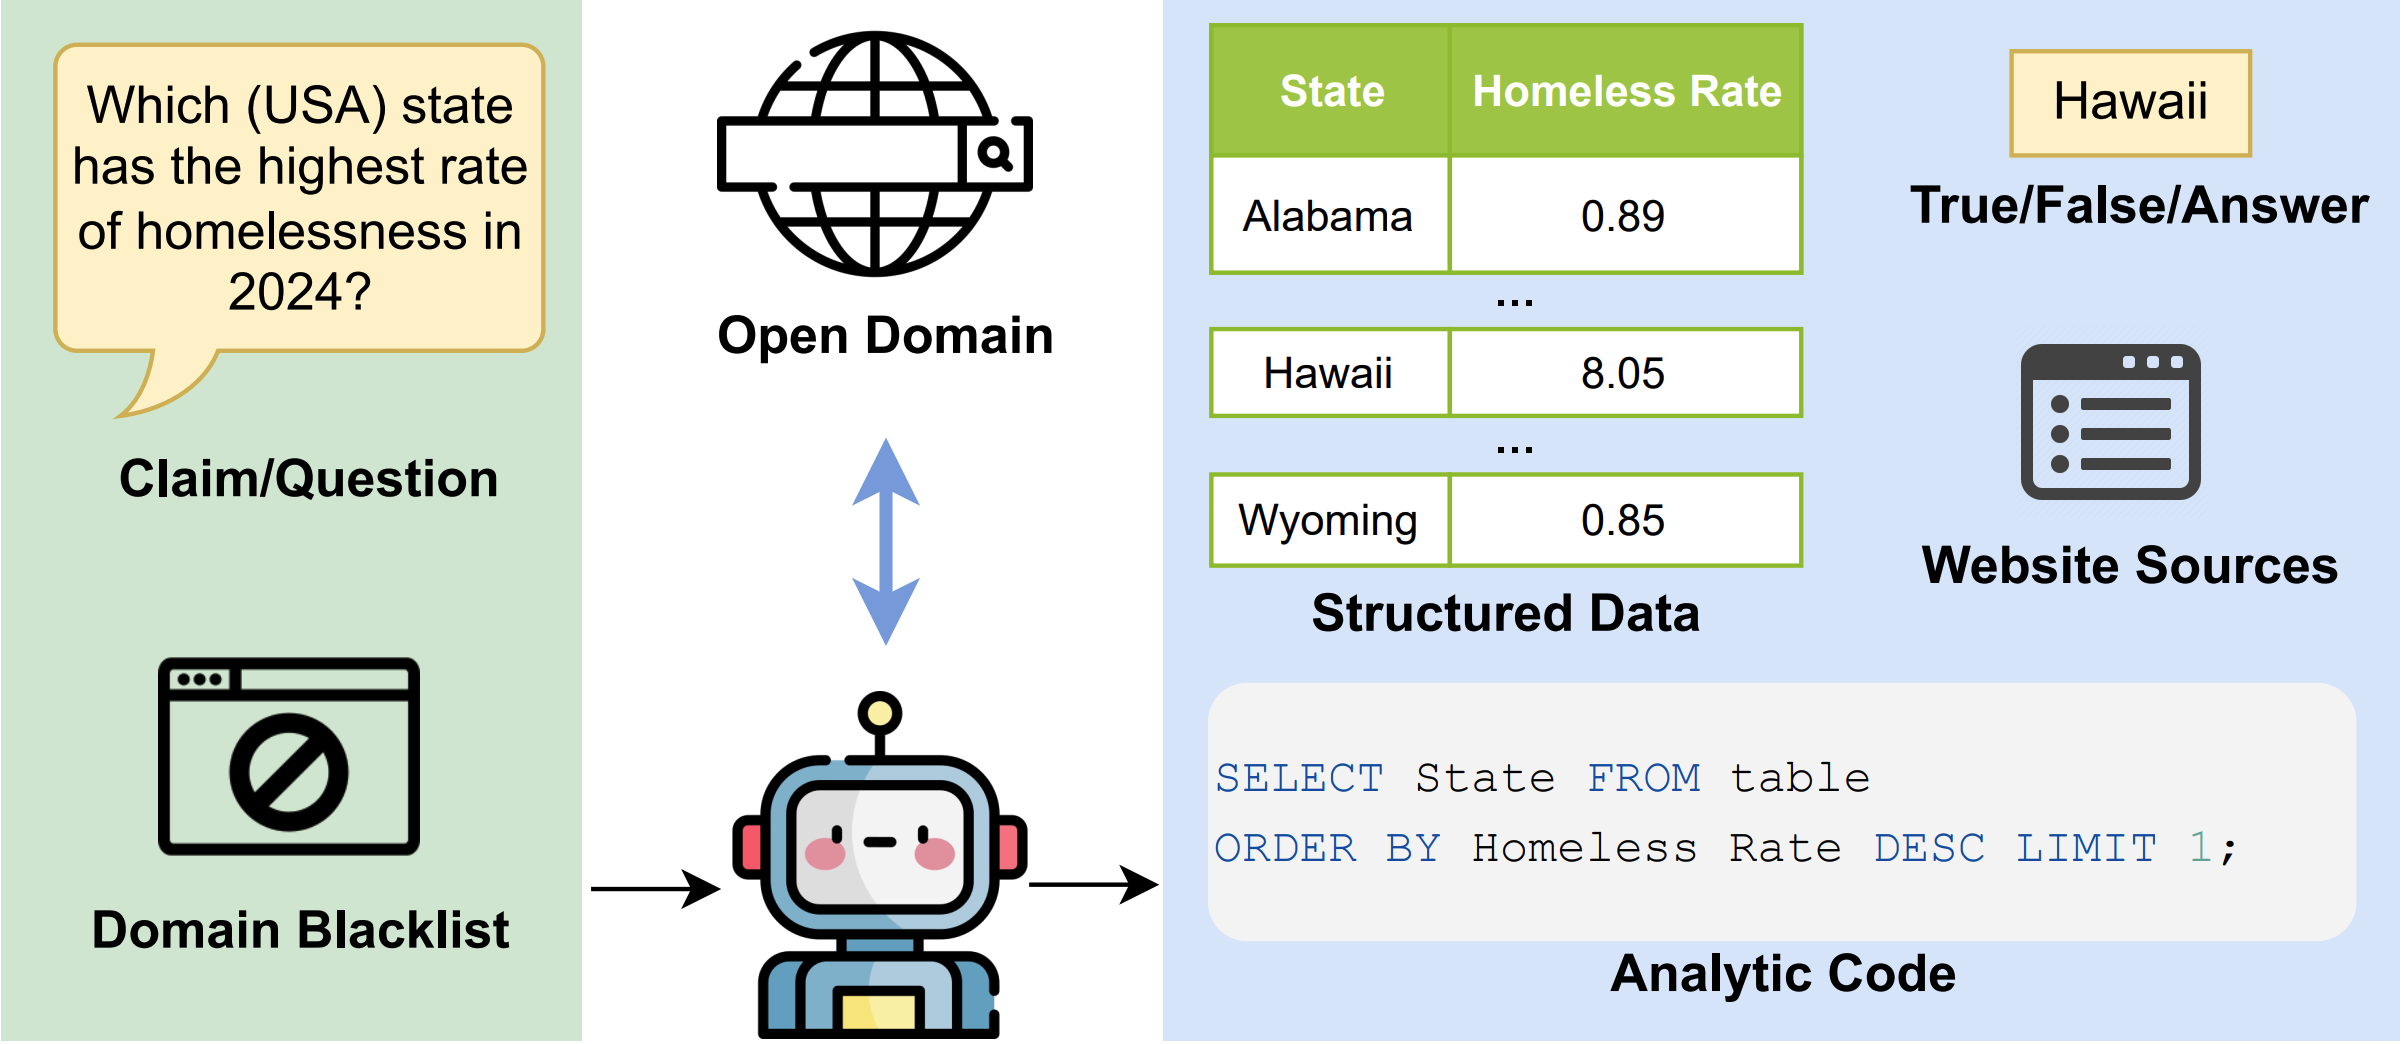 Which (USA) state
has the highest rate
of homelessness in
2024?
Claim/Question
Domain Blacklist
Open Domain
State Homeless Rate
Alabama 0.89
...
Hawaii 8.05
...
Wyoming 0.85
Structured Data
Hawaii
True/False/Answer
Website Sources
SELECT State FROM table
ORDER BY Homeless Rate DESC LIMIT 1;
Analytic Code